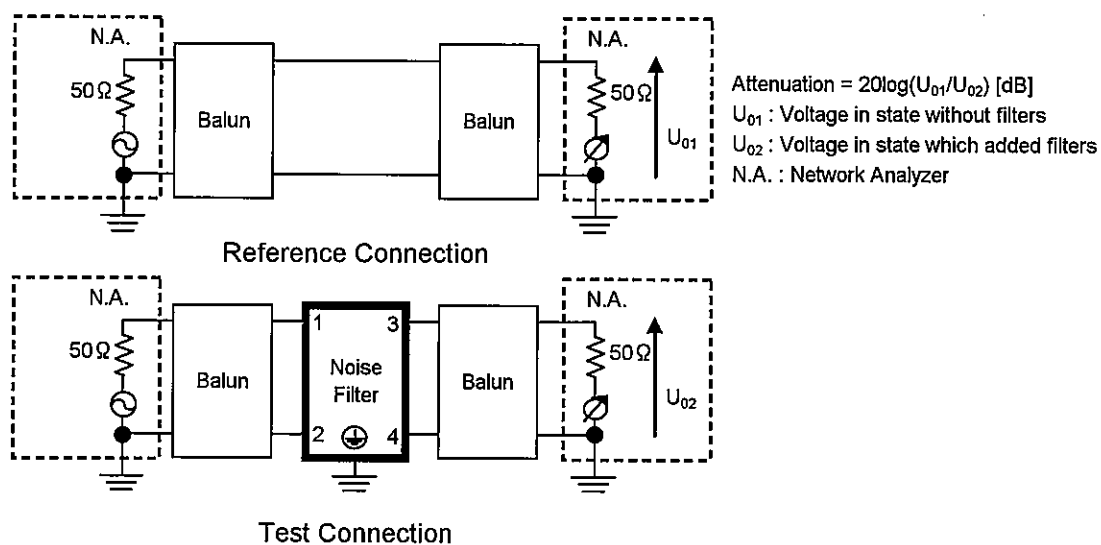 N.A.
50Ω
Balun
Balun
N.A.
50Ω
U01
Attenuation = 20log(U01/U02) [dB]
U01 : Voltage in state without filters
U02 : Voltage in state which added filters
N.A. : Network Analyzer
Reference Connection
N.A.
50Ω
Balun
1 3
Noise
Filter
2 4
Balun
N.A.
50Ω
U02
Test Connection